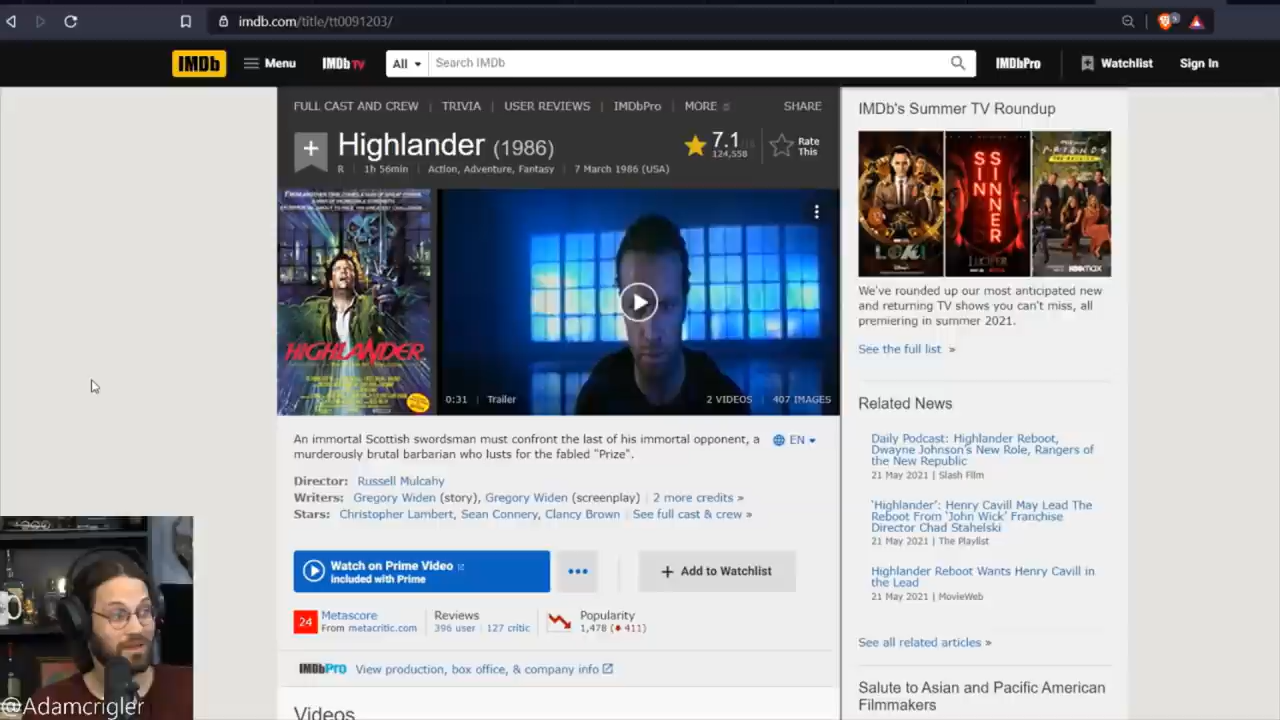 imdb.com/title/tt0091203/
IMDb
Menu
IMDb TV
All
Search IMDb
IMDbPro
Watchlist
Sign In
FULL CAST AND CREW
TRIVIA
USER REVIEWS
IMDbPro
MORE
SHARE
Highlander (1986)
R | 1h 56min | Action, Adventure, Fantasy | 7 March 1986 (USA)
7.1
124,558
Rate
This
HIGHLANDER
0:31 | Trailer
2 VIDEOS
407 IMAGES
An immortal Scottish swordsman must confront the last of his immortal opponent, a
murderously brutal barbarian who lusts for the fabled "Prize".
EN
Director: Russell Mulcahy
Writers: Gregory Widen (story), Gregory Widen (screenplay) | 2 more credits »
Stars: Christopher Lambert, Sean Connery, Clancy Brown | See full cast & crew »
Watch on Prime Video
included with Prime
+ Add to Watchlist
24
Metascore
From metacritic.com
Reviews
396 user | 127 critic
Popularity
1,478 (411)
IMDbPro View production, box office, & company info
Videos
IMDb's Summer TV Roundup
LOKI
SIN
SINNER
LUCIFER
FRIENDS
HBOMAX
We've rounded up our most anticipated new
and returning TV shows you can't miss, all
premiering in summer 2021.
See the full list »
Related News
Daily Podcast: Highlander Reboot,
Dwayne Johnson's New Role, Rangers of
the New Republic
21 May 2021 | Slash Film
'Highlander': Henry Cavill May Lead The
Reboot From 'John Wick' Franchise
Director Chad Stahelski
21 May 2021 | The Playlist
Highlander Reboot Wants Henry Cavill in
the Lead
21 May 2021 | MovieWeb
See all related articles »
Salute to Asian and Pacific American
Filmmakers
@Adamcrigler